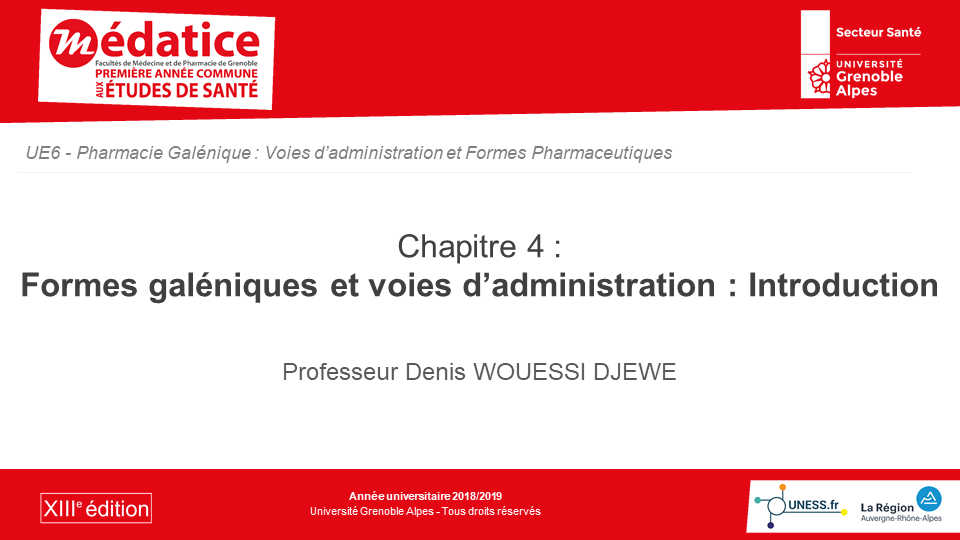 médatice
Facultés de Médecine et de Pharmacie de Grenoble
PREMIÈRE ANNÉE COMMUNE
AUX ÉTUDES DE SANTÉ
Secteur Santé
UNIVERSITÉ
Grenoble
Alpes
UE6 - Pharmacie Galénique : Voies d’administration et Formes Pharmaceutiques
Chapitre 4 :
Formes galéniques et voies d’administration : Introduction
Professeur Denis WOUESSI DJEWE
XIIIe édition
Année universitaire 2018/2019
Université Grenoble Alpes - Tous droits réservés
UNESS.fr
La Région
Auvergne-Rhône-Alpes